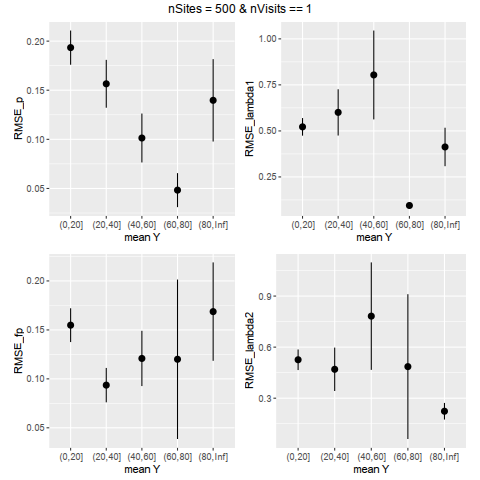 nSites = 500 & nVisits == 1
RMSE_p
0.20
0.15
0.10
0.05
(0,20] (20,40] (40,60] (60,80] (80,Inf]
mean Y
RMSE_lambda1
1.00
0.75
0.50
0.25
(0,20] (20,40] (40,60] (60,80] (80,Inf]
mean Y
RMSE_fp
0.20
0.15
0.10
0.05
(0,20] (20,40] (40,60] (60,80] (80,Inf]
mean Y
RMSE_lambda2
0.9
0.6
0.3
(0,20] (20,40] (40,60] (60,80] (80,Inf]
mean Y